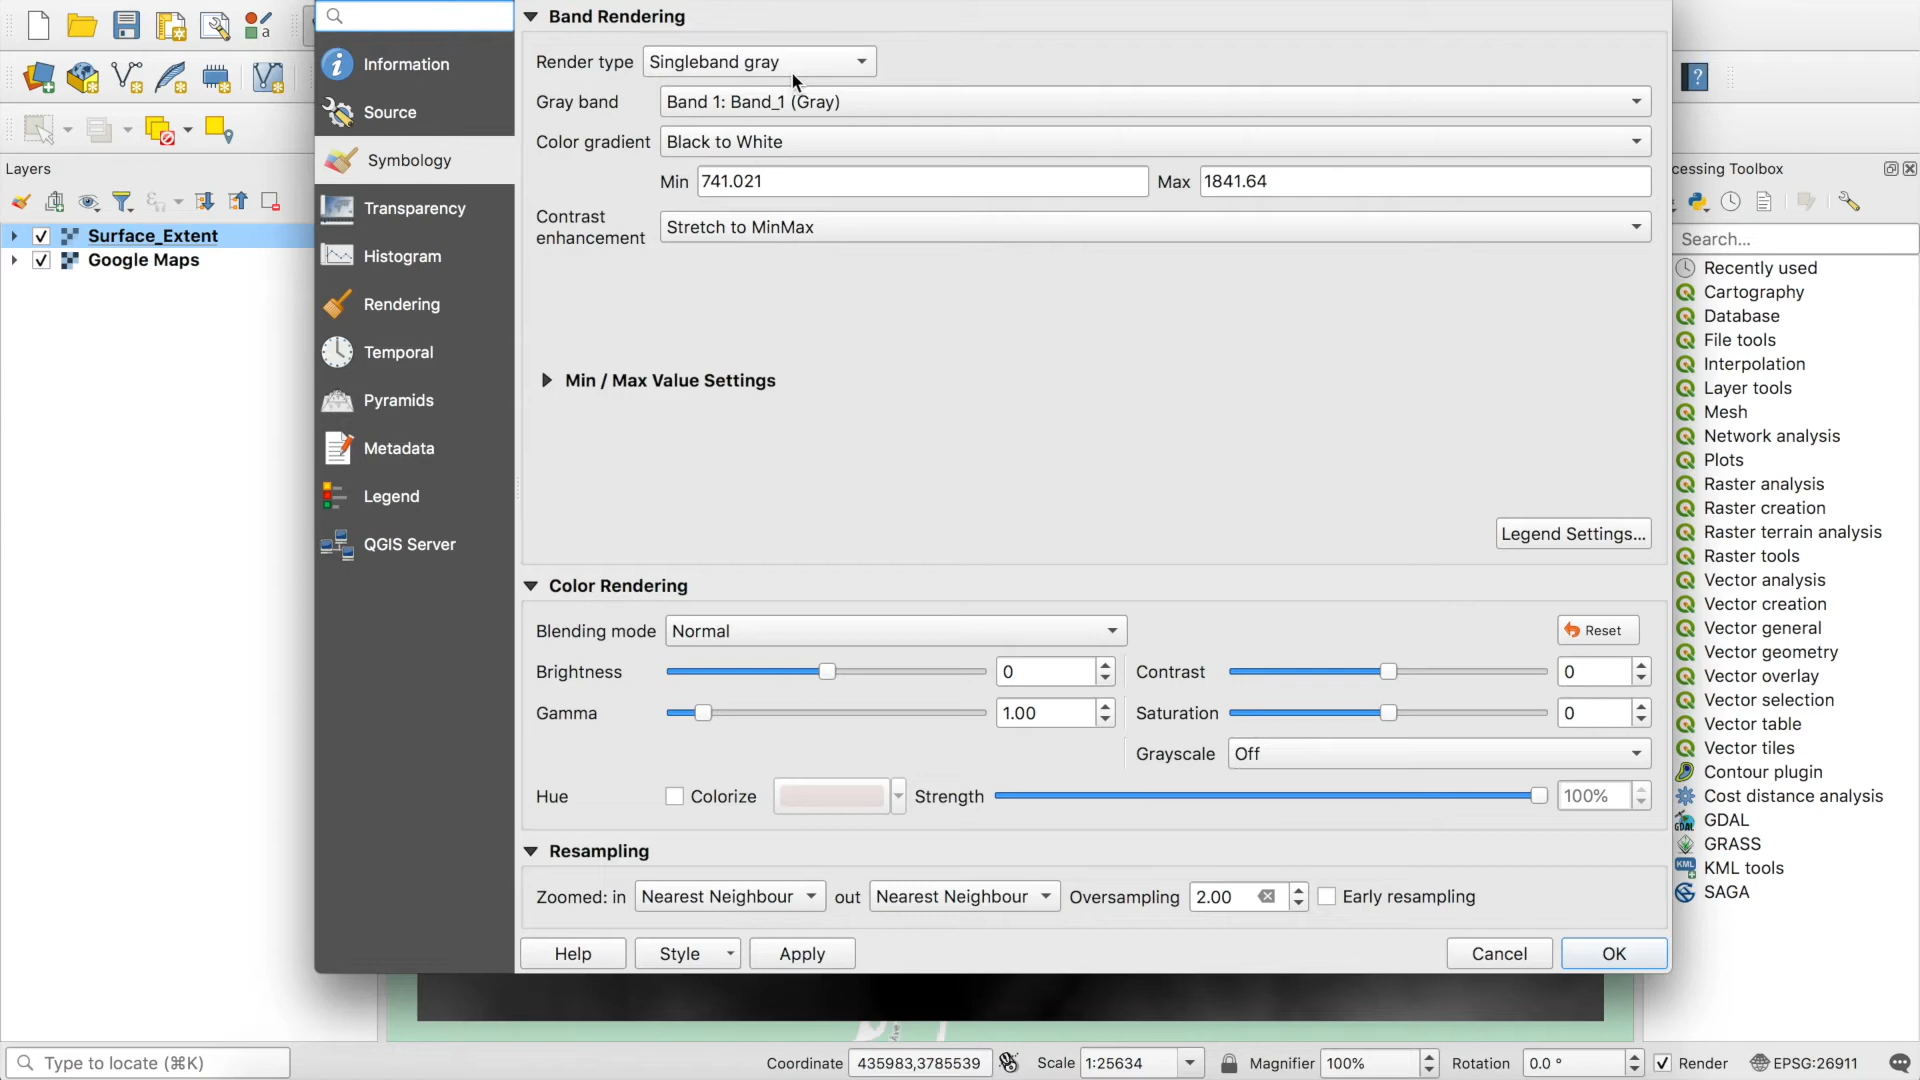 Band Rendering
Information
Render type Singleband gray
Source
Gray band Band 1: Band_1 (Gray)
Color gradient Black to White
Symbology
Layers
cessing Toolbox
Min 741.021 Max 1841.64
Transparency
Contrast enhancement Stretch to MinMax
Surface_Extent
Google Maps
Search...
Histogram
Rendering
Temporal
Min / Max Value Settings
Pyramids
Metadata
Legend
QGIS Server
Legend Settings...
Recently used
Cartography
Database
File tools
Interpolation
Layer tools
Mesh
Network analysis
Plots
Raster analysis
Raster creation
Raster terrain analysis
Raster tools
Vector analysis
Vector creation
Vector general
Vector geometry
Vector overlay
Vector selection
Vector table
Vector tiles
Contour plugin
Cost distance analysis
GDAL
GRASS
KML tools
SAGA
Color Rendering
Blending mode Normal Reset
Brightness 0 Contrast 0
Gamma 1.00 Saturation 0
Grayscale Off
Hue Colorize Strength 100%
Resampling
Zoomed: in Nearest Neighbour out Nearest Neighbour Oversampling 2.00 Early resampling
Help Style Apply Cancel OK
Type to locate (⌘K) Coordinate 435983,3785539 Scale 1:25634 Magnifier 100% Rotation 0.0 ° Render EPSG:26911